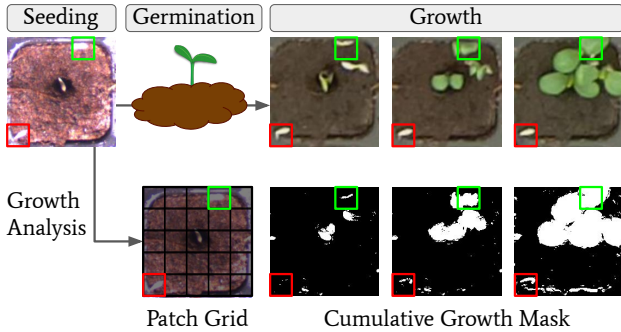 Seeding Germination Growth
Growth
Analysis
Patch Grid Cumulative Growth Mask